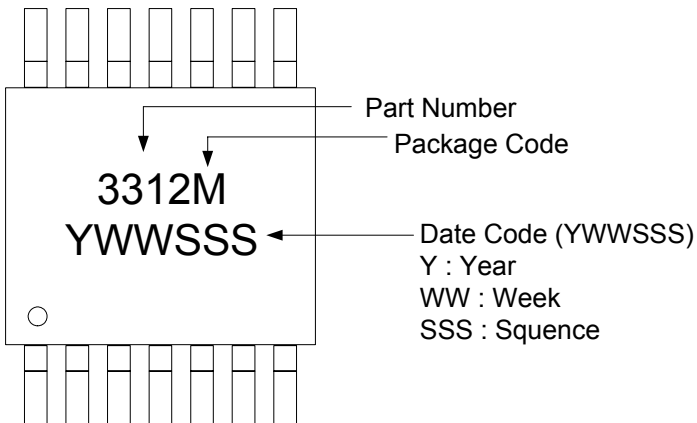 Part Number
Package Code
3312M
YWWSSS
Date Code (YWWSSS)
Y : Year
WW : Week
SSS : Squence